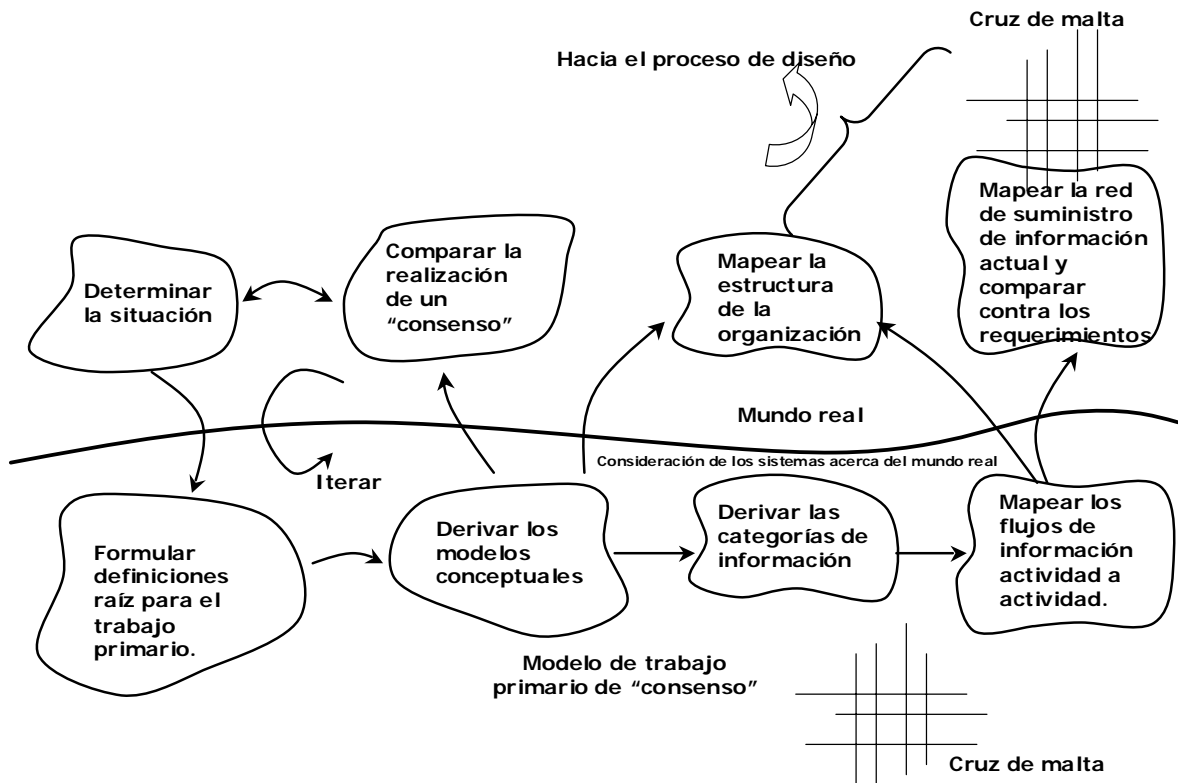 Cruz de malta
Hacia el proceso de diseño
Mapear la red
de suministro
de información
actual y
comparar
contra los
requerimientos
Comparar la
realización
de un
“consenso”
Mapear la
estructura
de la
organización
Determinar
la situación
Mundo real
Consideración de los sistemas acerca del mundo real
Iterar
Formular
definiciones
raíz para el
trabajo
primario.
Derivar los
modelos
conceptuales
Derivar las
categorías de
información
Mapear los
flujos de
información
actividad a
actividad.
Modelo de trabajo
primario de “consenso”
Cruz de malta